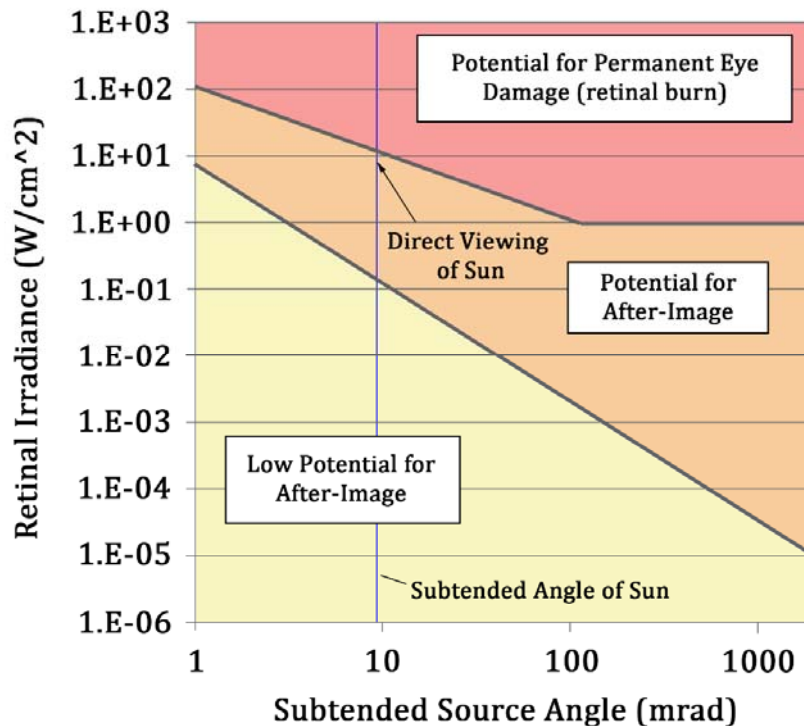 1.E+03
1.E+02
1.E+01
1.E+00
1.E-01
1.E-02
1.E-03
1.E-04
1.E-05
1.E-06
Retinal Irradiance (W/cm^2)
Potential for Permanent Eye
Damage (retinal burn)
Direct Viewing
of Sun
Potential for
After-Image
Low Potential for
After-Image
Subtended Angle of Sun
1
10
100
1000
Subtended Source Angle (mrad)